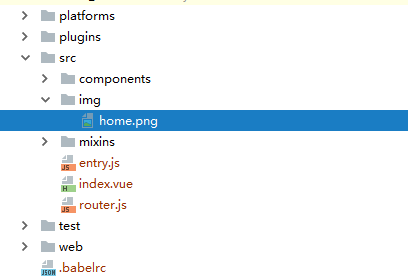 platforms
plugins
src
components
img
home.png
mixins
entry.js
index.vue
router.js
test
web
.babelrc